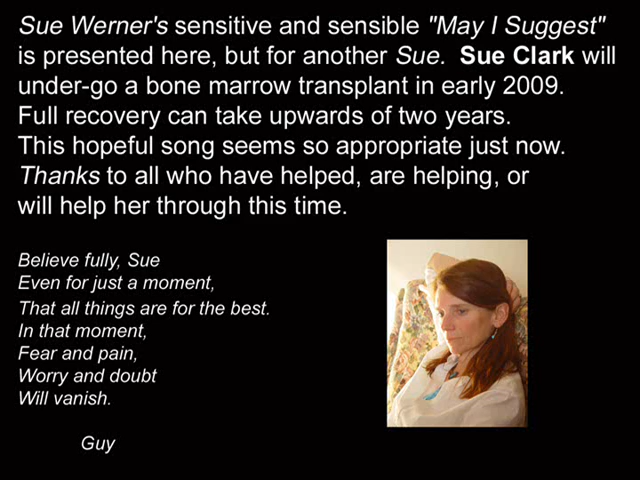 Sue Werner's sensitive and sensible "May I Suggest"
is presented here, but for another Sue. Sue Clark will
under-go a bone marrow transplant in early 2009.
Full recovery can take upwards of two years.
This hopeful song seems so appropriate just now.
Thanks to all who have helped, are helping, or
will help her through this time.
Believe fully, Sue
Even for just a moment,
That all things are for the best.
In that moment,
Fear and pain,
Worry and doubt
Will vanish.
Guy